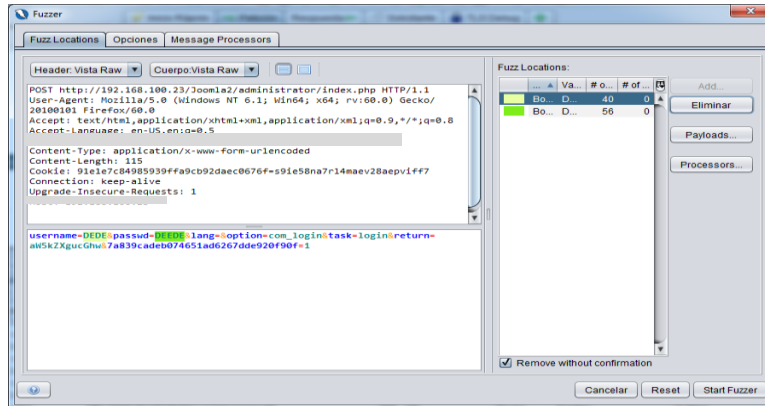 Fuzzer
Fuzz Locations Opciones Message Processors
Header: Vista Raw Cuerpo:Vista Raw
POST http://192.168.100.23/Joomla2/administrator/index.php HTTP/1.1
User-Agent: Mozilla/5.0 (Windows NT 6.1; Win64; x64; rv:60.0) Gecko/
20100101 Firefox/60.0
Accept: text/html,application/xhtml+xml,application/xml;q=0.9,*/*;q=0.8
Accept-Language: en-US,en;q=0.5
Content-Type: application/x-www-form-urlencoded
Content-Length: 115
Cookie: 91e1e7c84985939ffa9cb92daec0676f=s9ie58na7rl4maev28aepviff7
Connection: keep-alive
Upgrade-Insecure-Requests: 1
username=DEDE&passwd=DEEDE&lang=&option=com_login&task=login&return=
aW5kZXgucGhw&7a839cadeb074651ad6267dde920f90f=1
Fuzz Locations:
... Va... # o... # of ...
Bo... D... 40 0
Bo... D... 56 0
Add...
Eliminar
Payloads...
Processors...
Remove without confirmation
Cancelar Reset Start Fuzzer